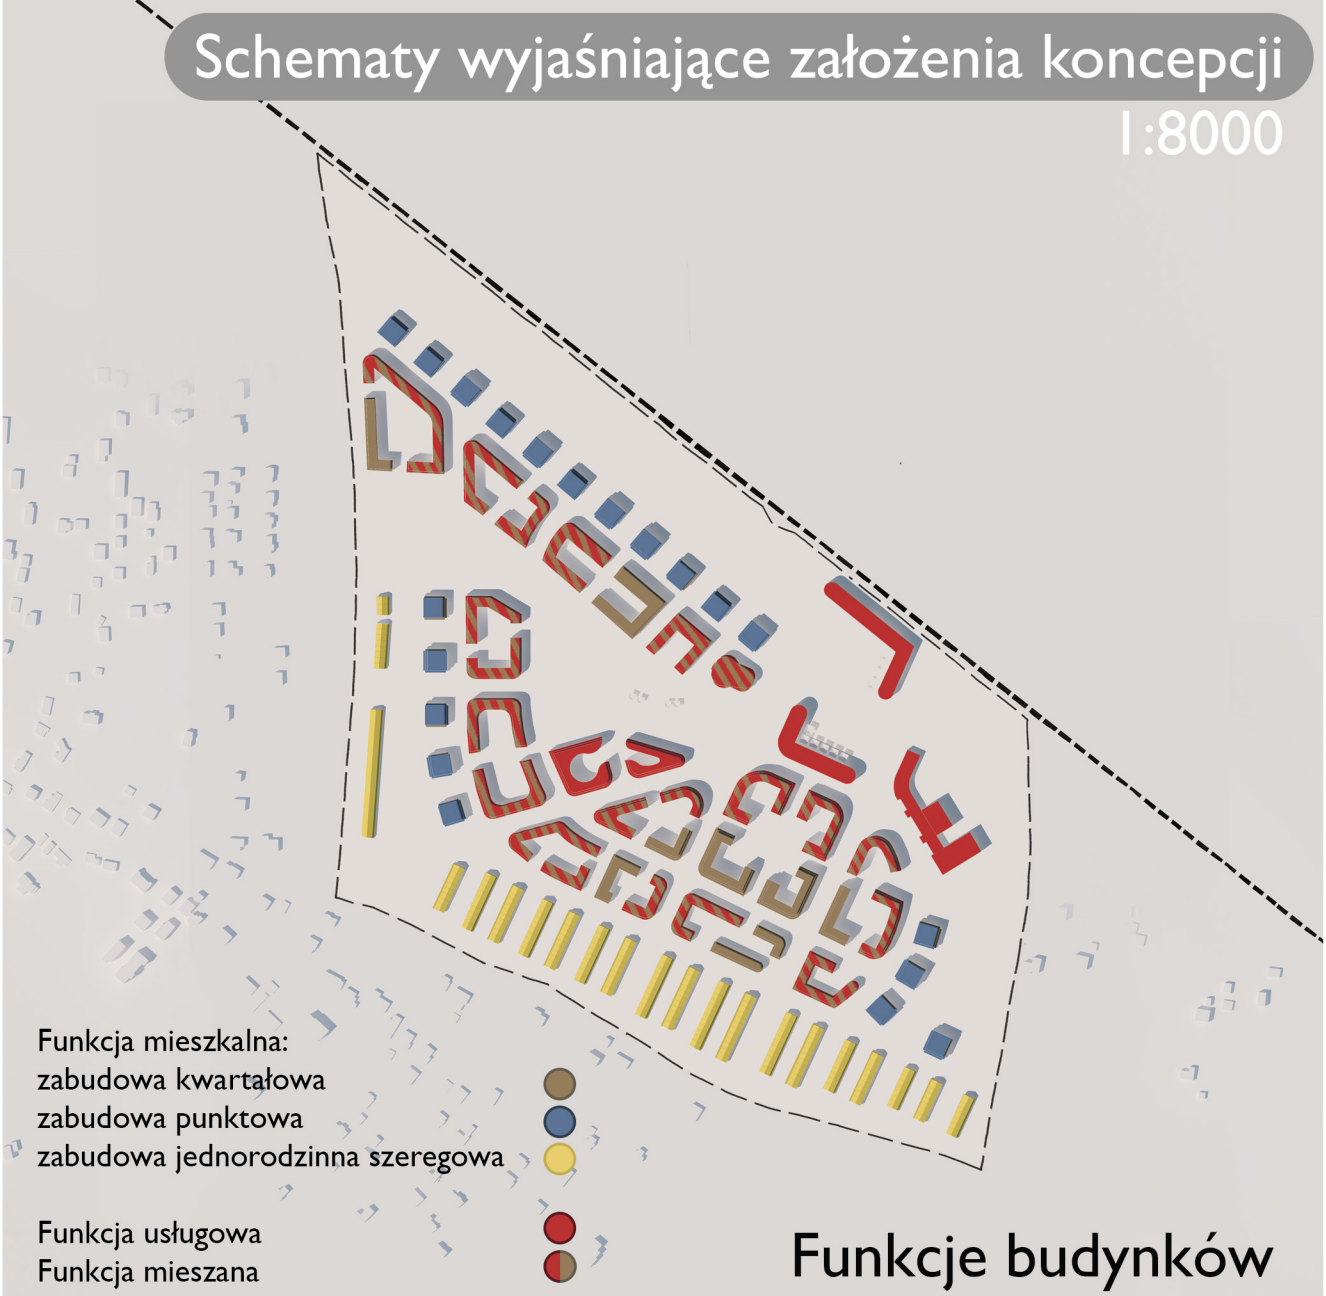 Schematy wyjaśniające założenia koncepcji
1:8000
Funkcja mieszkalna:
zabudowa kwartałowa
zabudowa punktowa
zabudowa jednorodzinna szeregowa
Funkcja usługowa
Funkcja mieszana
Funkcje budynków